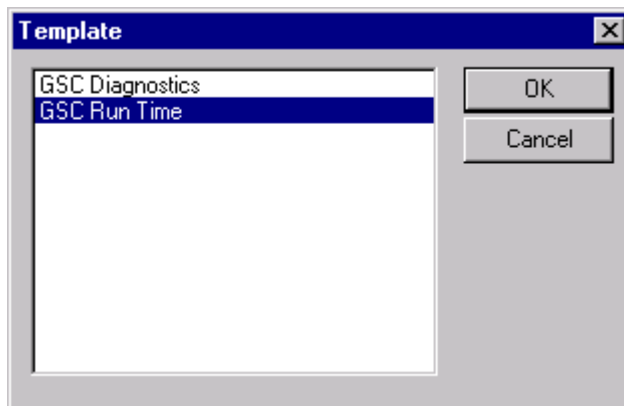 Template
GSC Diagnostics
GSC Run Time
OK
Cancel